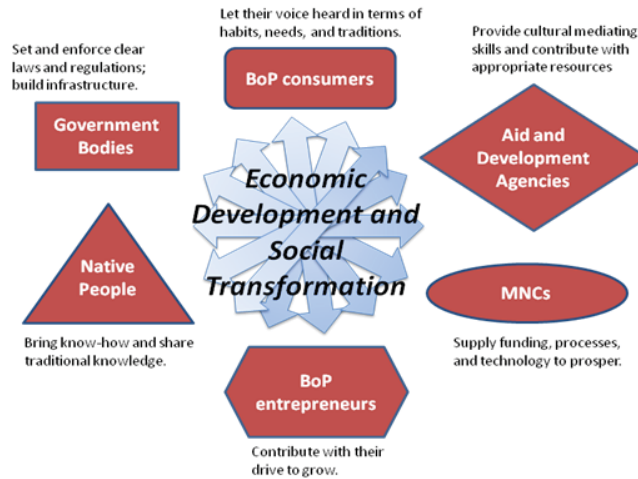 Let their voice heard in terms of
habits, needs, and traditions.
BoP consumers
Set and enforce clear
laws and regulations;
build infrastructure.
Government
Bodies
Provide cultural mediating
skills and contribute with
appropriate resources
Aid and
Development
Agencies
Economic
Development and
Social
Transformation
Native
People
Bring know-how and share
traditional knowledge.
MNCs
Supply funding, processes,
and technology to prosper.
BoP
entrepreneurs
Contribute with their
drive to grow.